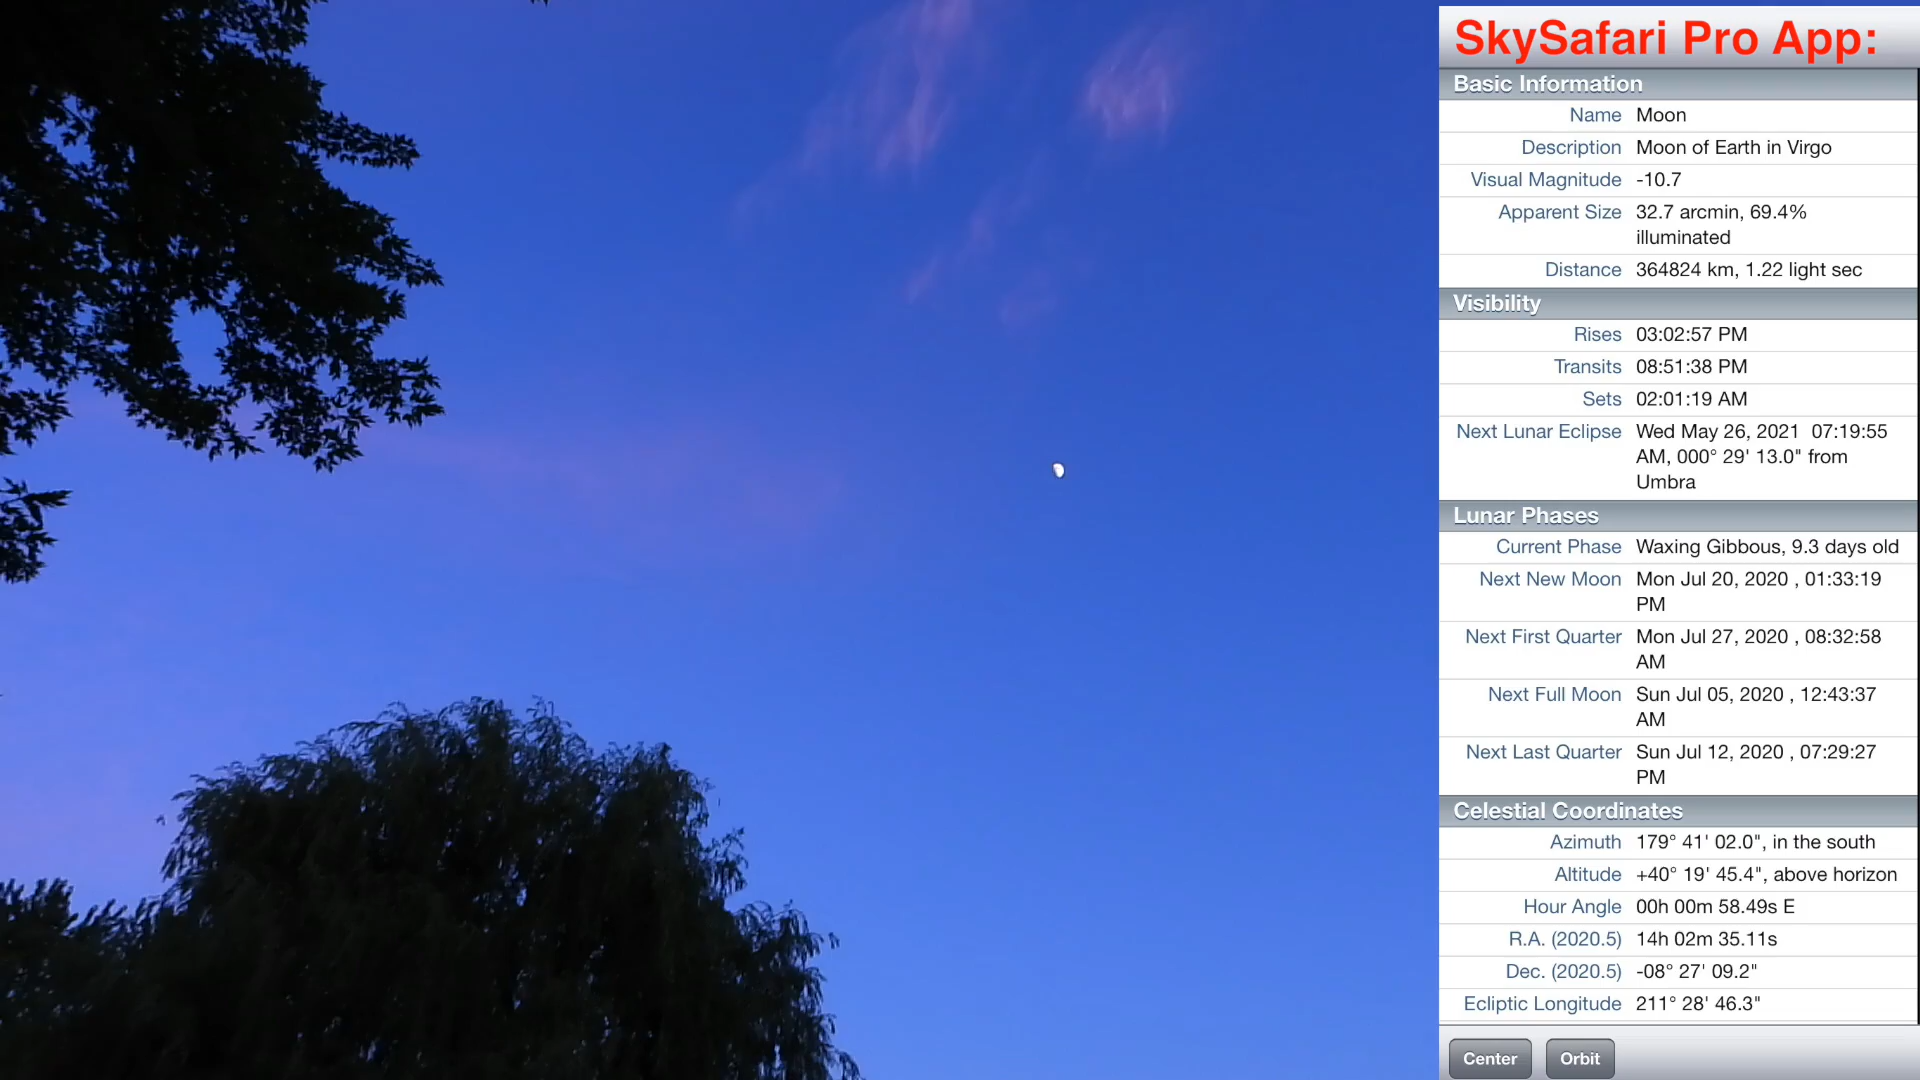 SkySafari Pro App:
Basic Information
Name Moon
Description Moon of Earth in Virgo
Visual Magnitude -10.7
Apparent Size 32.7 arcmin, 69.4%
illuminated
Distance 364824 km, 1.22 light sec
Visibility
Rises 03:02:57 PM
Transits 08:51:38 PM
Sets 02:01:19 AM
Next Lunar Eclipse Wed May 26, 2021 07:19:55
AM, 000° 29' 13.0" from
Umbra
Lunar Phases
Current Phase Waxing Gibbous, 9.3 days old
Next New Moon Mon Jul 20, 2020 , 01:33:19
PM
Next First Quarter Mon Jul 27, 2020 , 08:32:58
AM
Next Full Moon Sun Jul 05, 2020 , 12:43:37
AM
Next Last Quarter Sun Jul 12, 2020 , 07:29:27
PM
Celestial Coordinates
Azimuth 179° 41' 02.0", in the south
Altitude +40° 19' 45.4", above horizon
Hour Angle 00h 00m 58.49s E
R.A. (2020.5) 14h 02m 35.11s
Dec. (2020.5) -08° 27' 09.2"
Ecliptic Longitude 211° 28' 46.3"
Center Orbit